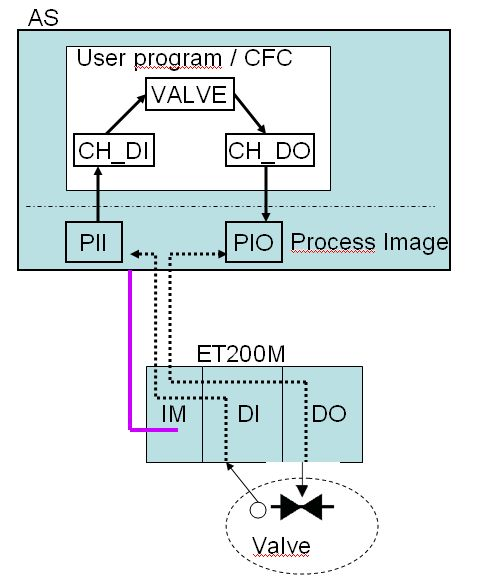 AS
User program / CFC
VALVE
CH_DI
CH_DO
PII
PIO
Process Image
ET200M
IM
DI
DO
Valve